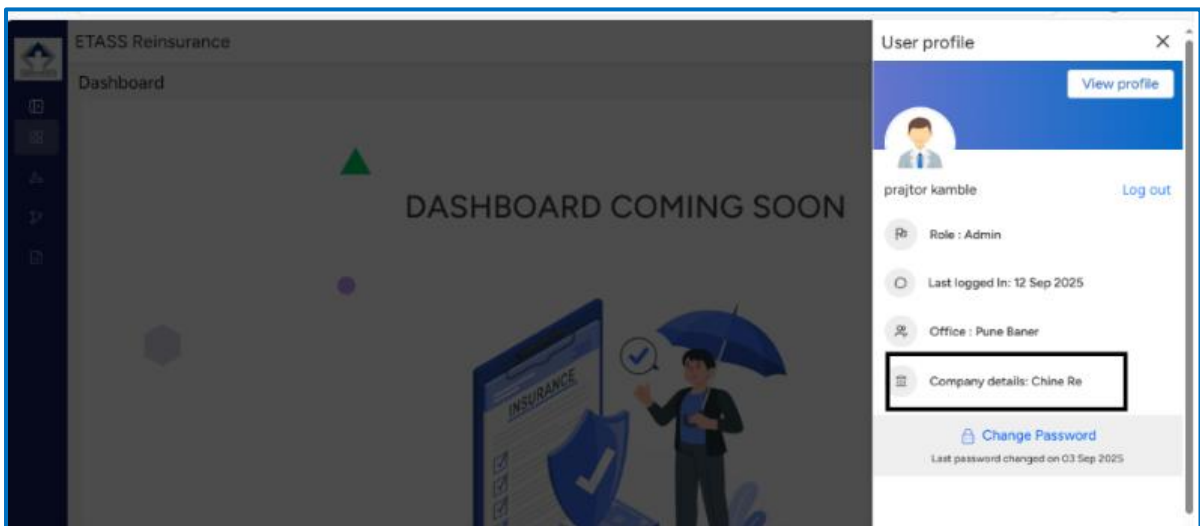 ETASS Reinsurance
Dashboard
DASHBOARD COMING SOON
INSURANCE
User profile
View profile
prajtor kamble
Log out
Role : Admin
Last logged In: 12 Sep 2025
Office : Pune Baner
Company details: Chine Re
Change Password
Last password changed on 03 Sep 2025